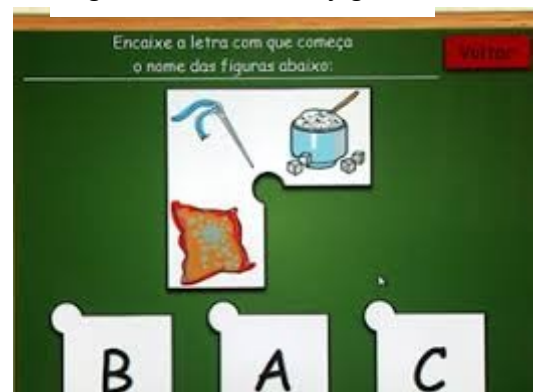 Encaixe a letra com que começa
o nome das figuras abaixo:
Voltar
B A C